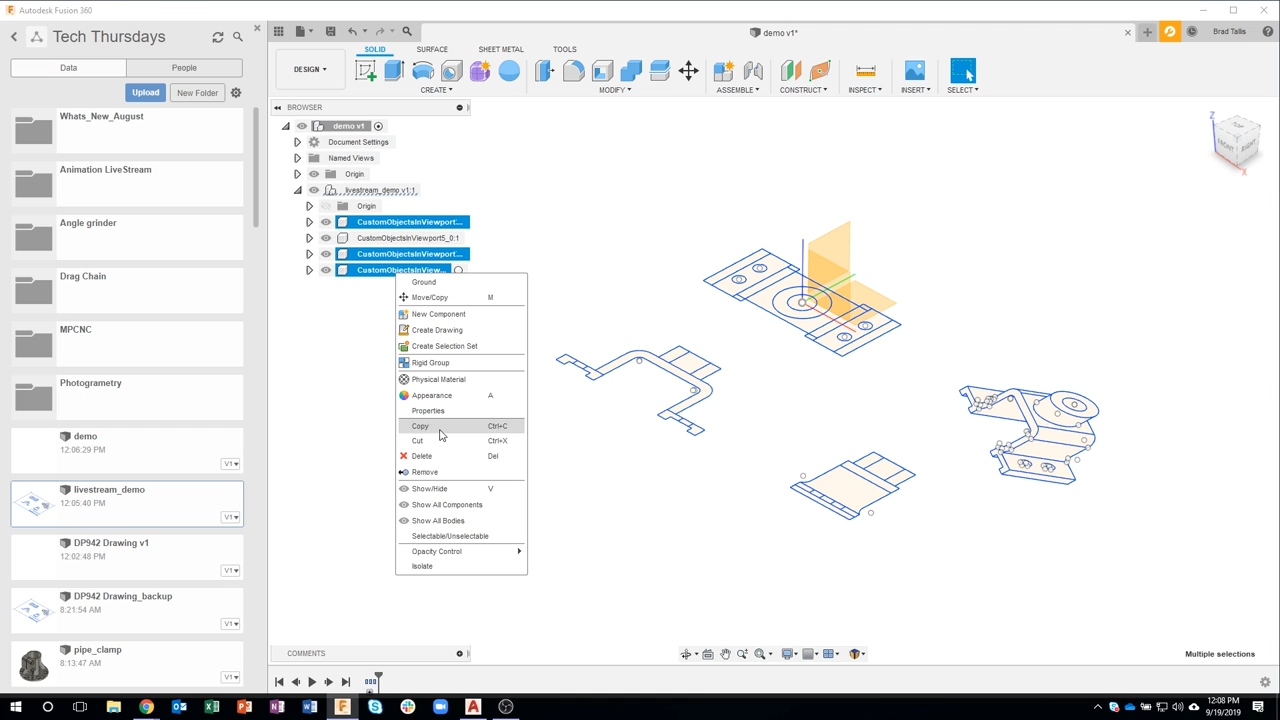 Autodesk Fusion 360
Tech Thursdays
Data
People
Upload
New Folder
Whats_New_August
Animation LiveStream
Angle grinder
Drag Chain
MPCNC
Photogrametry
demo
12:06:29 PM
V1
livestream_demo
12:05:40 PM
V1
DP942 Drawing v1
12:02:48 PM
V1
DP942 Drawing_backup
8:21:54 AM
V1
pipe_clamp
8:13:47 AM
V1
demo v1*
Brad Tallis
DESIGN
SOLID
SURFACE
SHEET METAL
TOOLS
CREATE
MODIFY
ASSEMBLE
CONSTRUCT
INSPECT
INSERT
SELECT
BROWSER
demo v1
Document Settings
Named Views
Origin
livestream_demo v1:1
Origin
CustomObjectsInViewport...
CustomObjectsInViewport5_0:1
CustomObjectsInViewport...
CustomObjectsInView...
Ground
Move/Copy M
New Component
Create Drawing
Create Selection Set
Rigid Group
Physical Material
Appearance A
Properties
Copy Ctrl+C
Cut Ctrl+X
Delete Del
Remove
Show/Hide V
Show All Components
Show All Bodies
Selectable/Unselectable
Opacity Control
Isolate
Z
TOP
FRONT
RIGHT
X
COMMENTS
Multiple selections
12:08 PM
9/19/2019